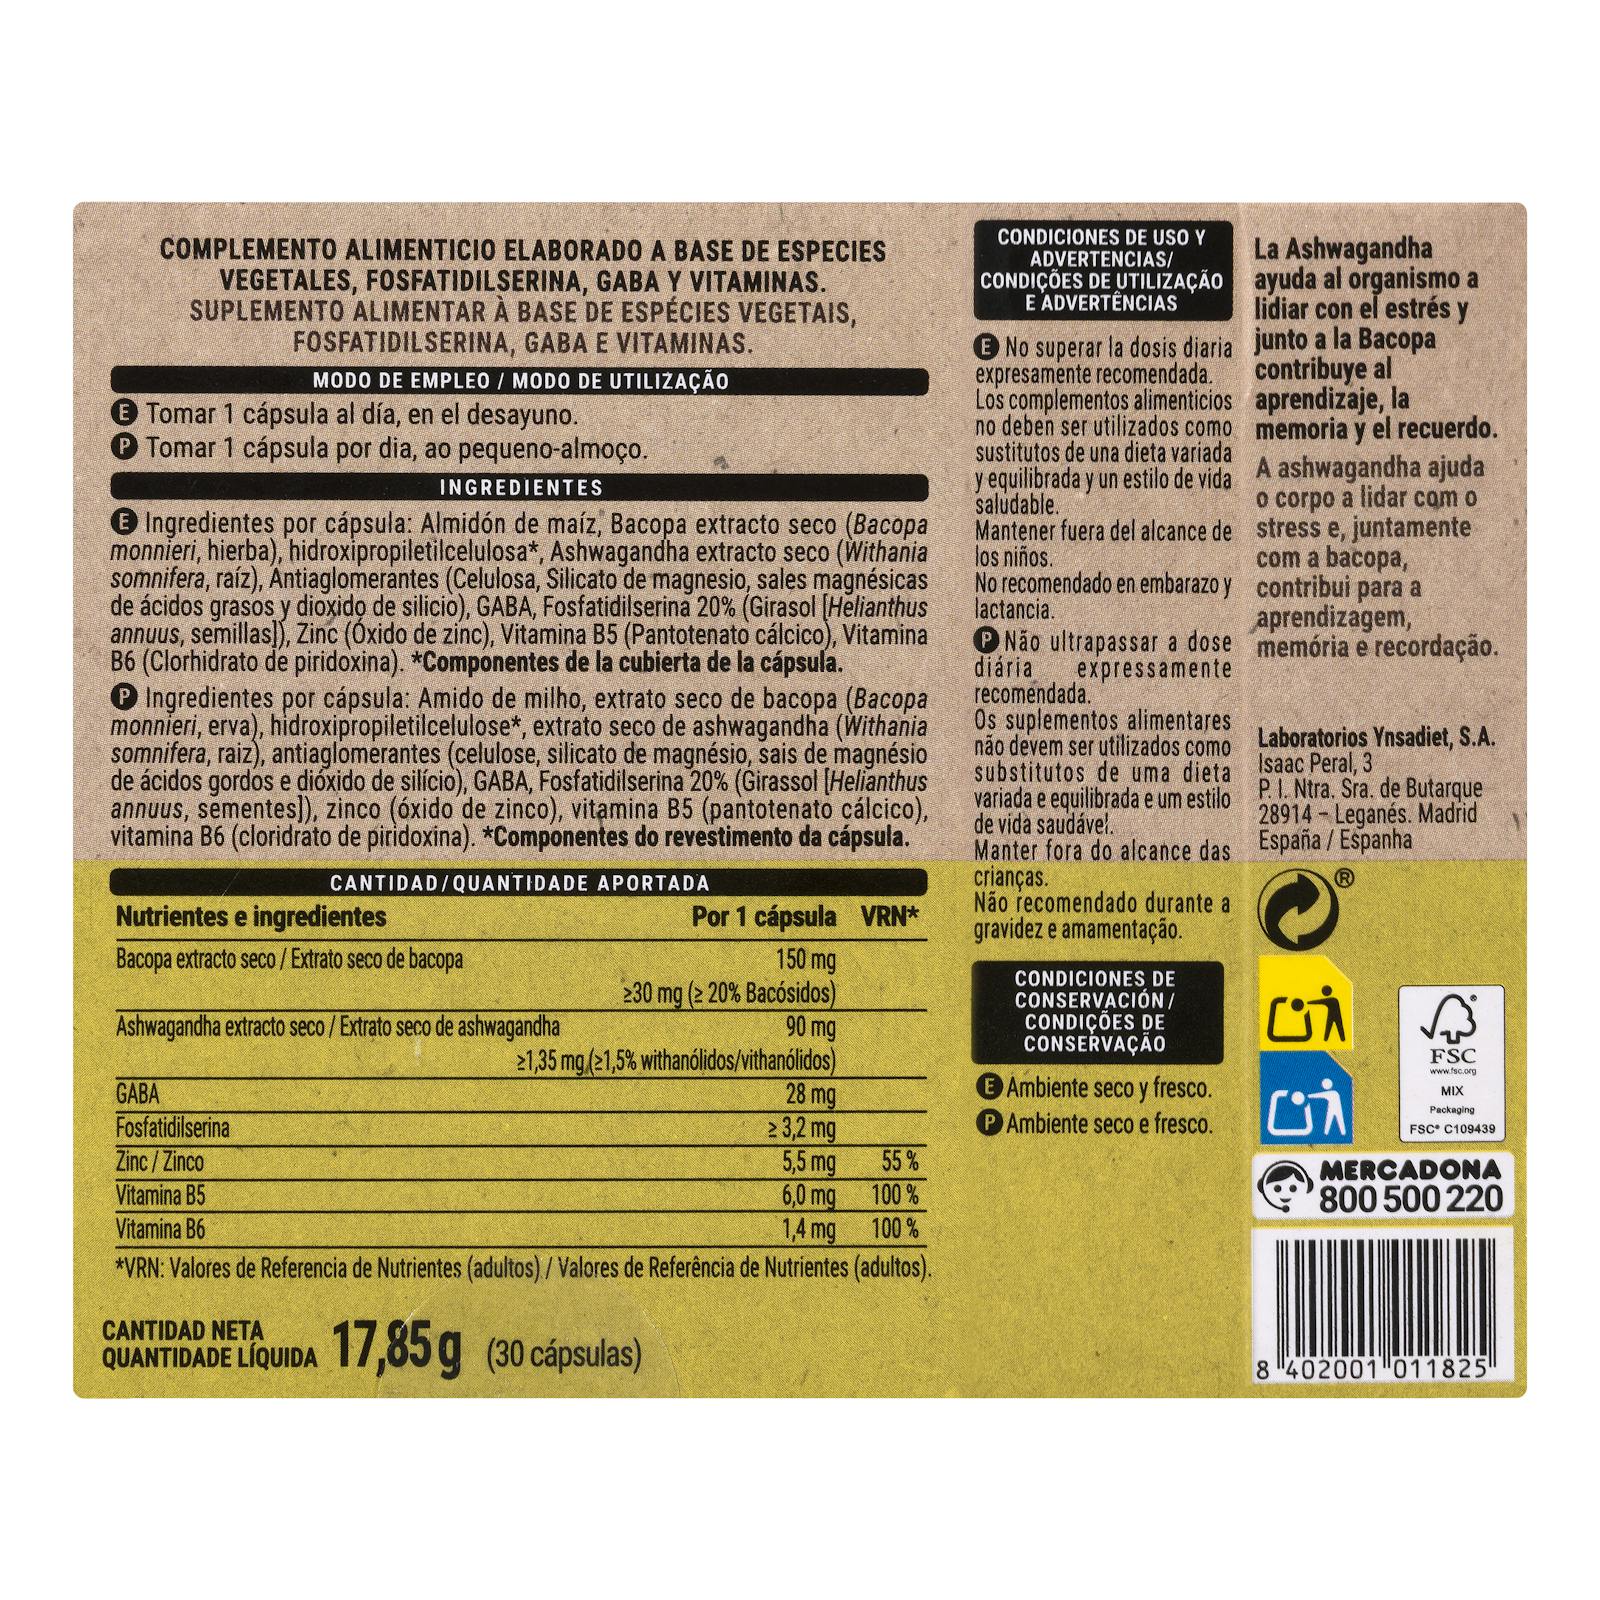 COMPLEMENTO ALIMENTICIO ELABORADO A BASE DE ESPECIES
VEGETALES, FOSFATIDILSERINA, GABA Y VITAMINAS.
SUPLEMENTO ALIMENTAR À BASE DE ESPÉCIES VEGETAIS,
FOSFATIDILSERINA, GABA E VITAMINAS.
MODO DE EMPLEO / MODO DE UTILIZAÇÃO
E Tomar 1 cápsula al día, en el desayuno.
P Tomar 1 cápsula por dia, ao pequeno-almoço.
INGREDIENTES
E Ingredientes por cápsula: Almidón de maíz, Bacopa extracto seco (Bacopa
monnieri, hierba), hidroxipropiletilcelulosa*, Ashwagandha extracto seco (Withania
somnifera, raíz), Antiaglomerantes (Celulosa, Silicato de magnesio, sales magnésicas
de ácidos grasos y dioxido de silicio), GABA, Fosfatidilserina 20% (Girasol [Helianthus
annuus, semillas]), Zinc (Óxido de zinc), Vitamina B5 (Pantotenato cálcico), Vitamina
B6 (Clorhidrato de piridoxina). *Componentes de la cubierta de la cápsula.
P Ingredientes por cápsula: Amido de milho, extrato seco de bacopa (Bacopa
monnieri, erva), hidroxipropiletilcelulose*, extrato seco de ashwagandha (Withania
somnifera, raiz), antiaglomerantes (celulose, silicato de magnésio, sais de magnésio
de ácidos gordos e dióxido de silício), GABA, Fosfatidilserina 20% (Girassol [Helianthus
annuus, sementes]), zinco (óxido de zinco), vitamina B5 (pantotenato cálcico),
vitamina B6 (cloridrato de piridoxina). *Componentes do revestimento da cápsula.
CANTIDAD/QUANTIDADE APORTADA
Nutrientes e ingredientes Por 1 cápsula VRN*
Bacopa extracto seco / Extrato seco de bacopa 150 mg
≥30 mg (≥ 20% Bacósidos)
Ashwagandha extracto seco / Extrato seco de ashwagandha 90 mg
≥1,35 mg (≥1,5% withanólidos/vithanólidos)
GABA 28 mg
Fosfatidilserina ≥ 3,2 mg
Zinc / Zinco 5,5 mg 55 %
Vitamina B5 6,0 mg 100 %
Vitamina B6 1,4 mg 100 %
*VRN: Valores de Referencia de Nutrientes (adultos) / Valores de Referência de Nutrientes (adultos).
CANTIDAD NETA
QUANTIDADE LÍQUIDA 17,85 g (30 cápsulas)
CONDICIONES DE USO Y
ADVERTENCIAS/
CONDIÇÕES DE UTILIZAÇÃO
E ADVERTÊNCIAS
E No superar la dosis diaria
expresamente recomendada.
Los complementos alimenticios
no deben ser utilizados como
sustitutos de una dieta variada
y equilibrada y un estilo de vida
saludable.
Mantener fuera del alcance de
los niños.
No recomendado en embarazo y
lactancia.
P Não ultrapassar a dose
diária expressamente
recomendada.
Os suplementos alimentares
não devem ser utilizados como
substitutos de uma dieta
variada e equilibrada e um estilo
de vida saudável.
Manter fora do alcance das
crianças.
Não recomendado durante a
gravidez e amamentação.
CONDICIONES DE
CONSERVACIÓN /
CONDIÇÕES DE
CONSERVAÇÃO
E Ambiente seco y fresco.
P Ambiente seco e fresco.
La Ashwagandha
ayuda al organismo a
lidiar con el estrés y
junto a la Bacopa
contribuye al
aprendizaje, la
memoria y el recuerdo.
A ashwagandha ajuda
o corpo a lidar com o
stress e, juntamente
com a bacopa,
contribui para a
aprendizagem,
memória e recordação.
Laboratorios Ynsadiet, S.A.
Isaac Peral, 3
P. I. Ntra. Sra. de Butarque
28914 – Leganés. Madrid
España / Espanha
®
FSC
www.fsc.org
MIX
Packaging
FSC® C109439
MERCADONA
800 500 220
8 402001 011825